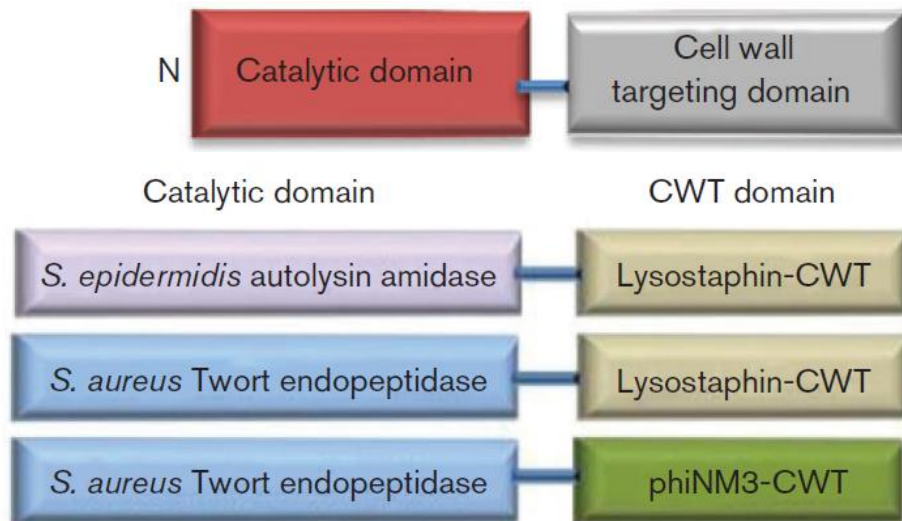 N
Catalytic domain
Cell wall
targeting domain
Catalytic domain
CWT domain
S. epidermidis autolysin amidase
Lysostaphin-CWT
S. aureus Twort endopeptidase
Lysostaphin-CWT
S. aureus Twort endopeptidase
phiNM3-CWT